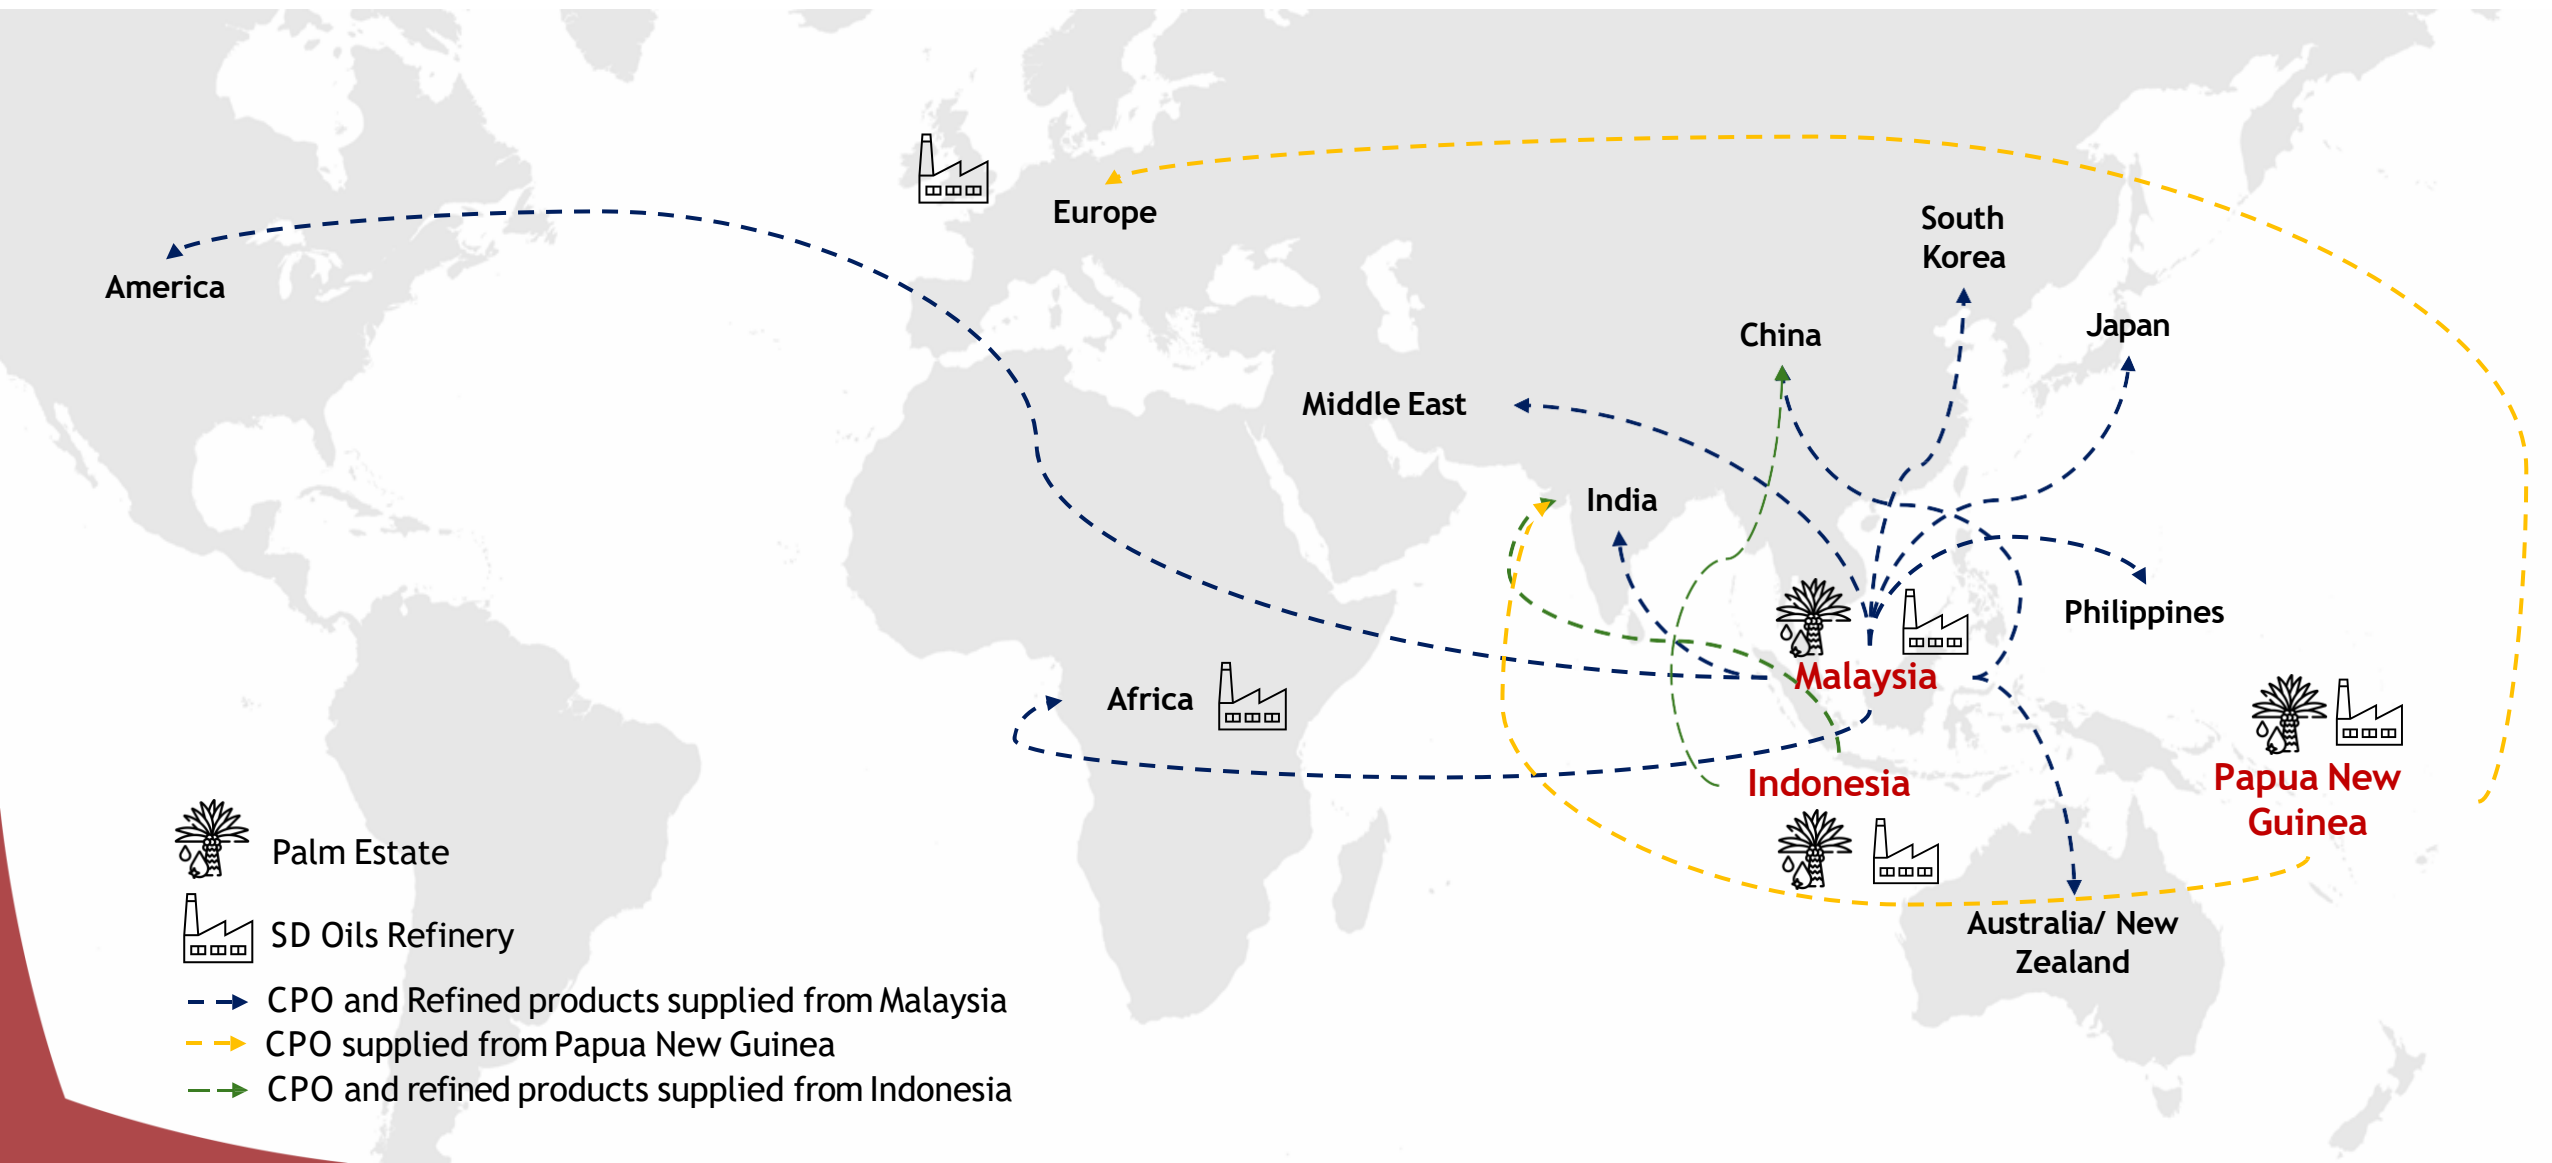 South
Korea
Europe
America
Japan
China
Middle East
India
Philippines
Malaysia
Africa
Indonesia
Papua New
Guinea
Australia/ New
Zealand
Palm Estate
SD Oils Refinery
CPO and Refined products supplied from Malaysia
CPO supplied from Papua New Guinea
CPO and refined products supplied from Indonesia